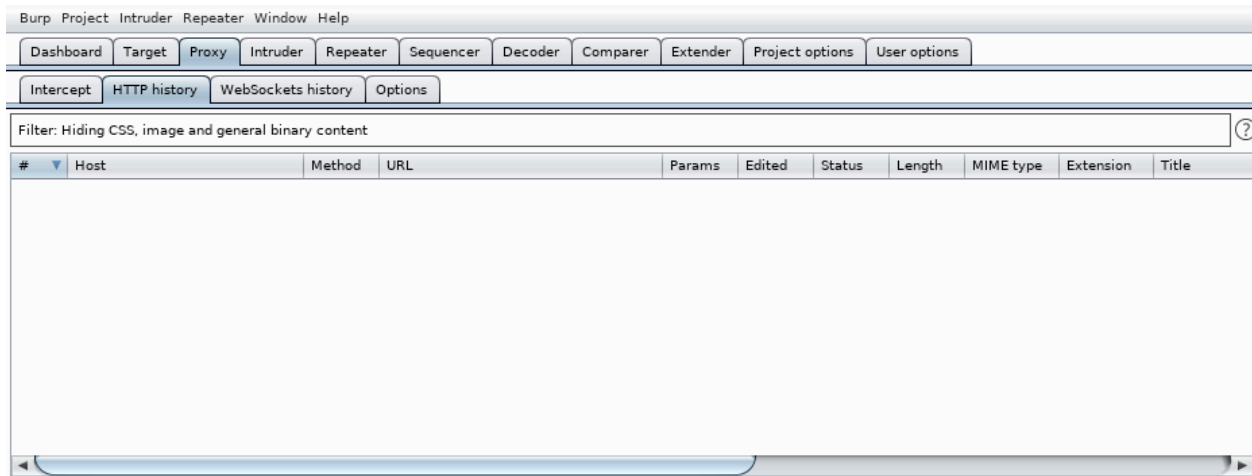 Burp Project Intruder Repeater Window Help
Dashboard Target Proxy Intruder Repeater Sequencer Decoder Comparer Extender Project options User options
Intercept HTTP history WebSockets history Options
Filter: Hiding CSS, image and general binary content ?
# Host Method URL Params Edited Status Length MIME type Extension Title